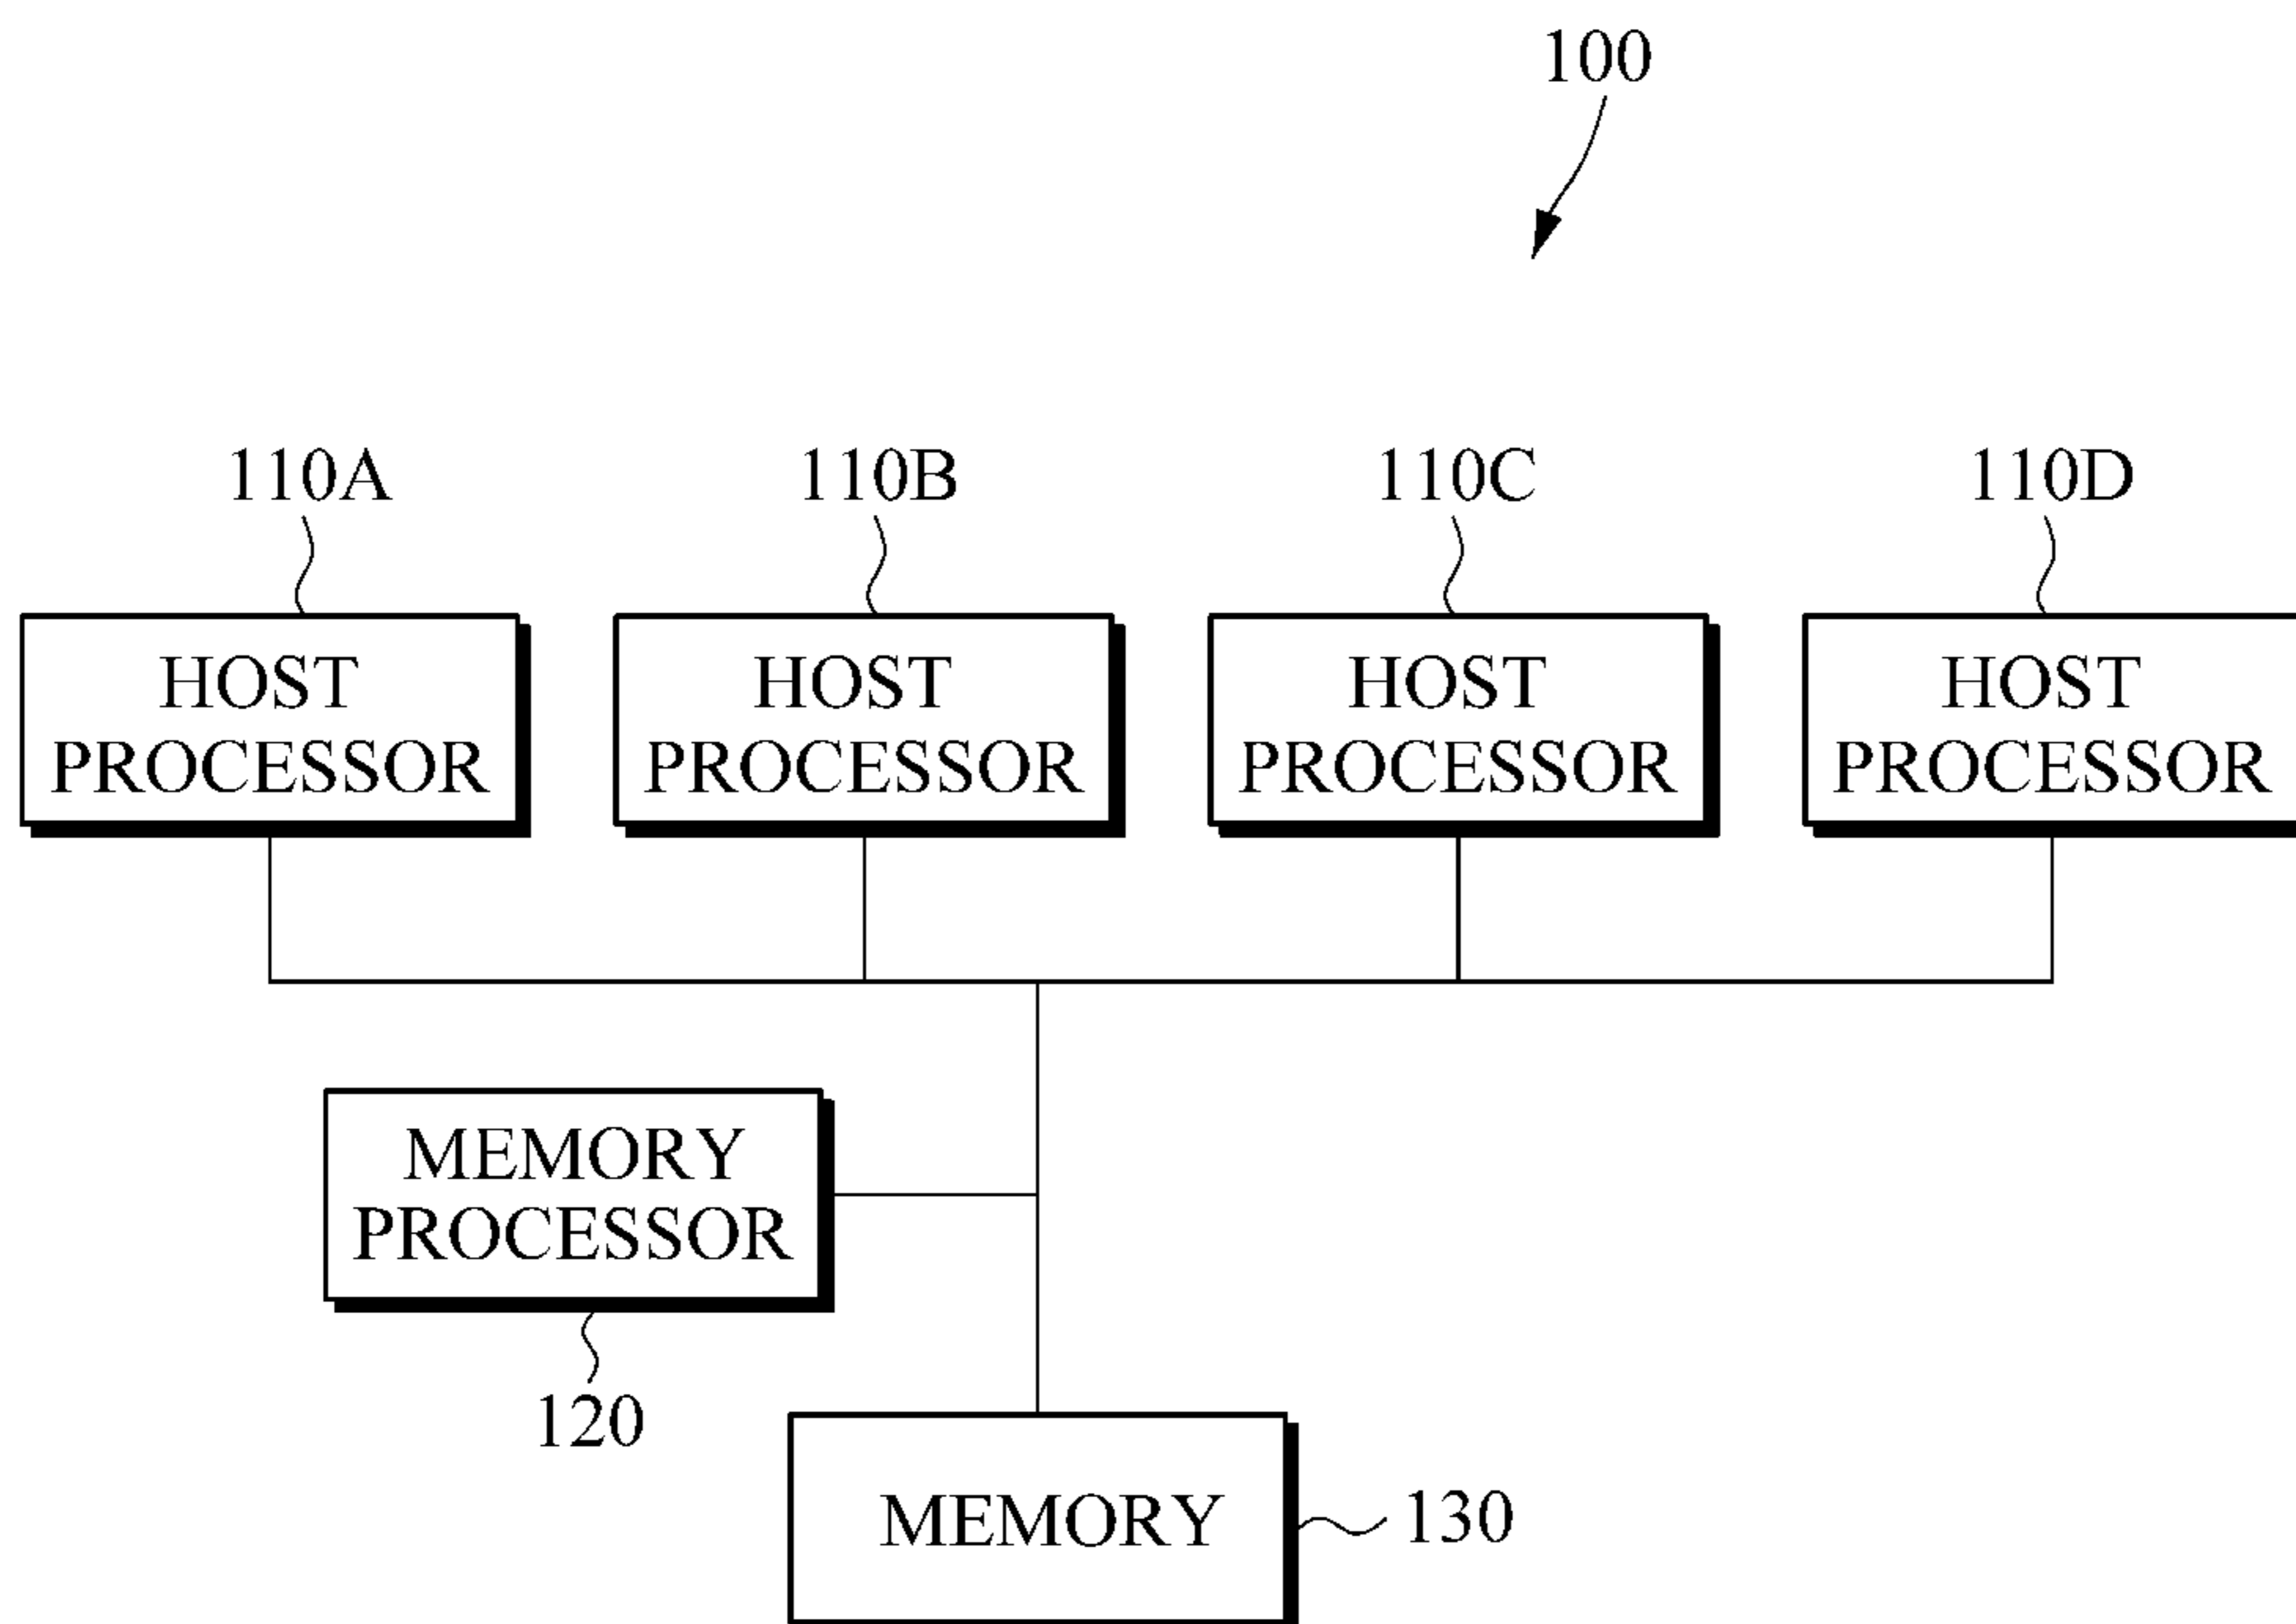 100
110A
110B
110C
110D
HOST
PROCESSOR
HOST
PROCESSOR
HOST
PROCESSOR
HOST
PROCESSOR
MEMORY
PROCESSOR
120
MEMORY
130